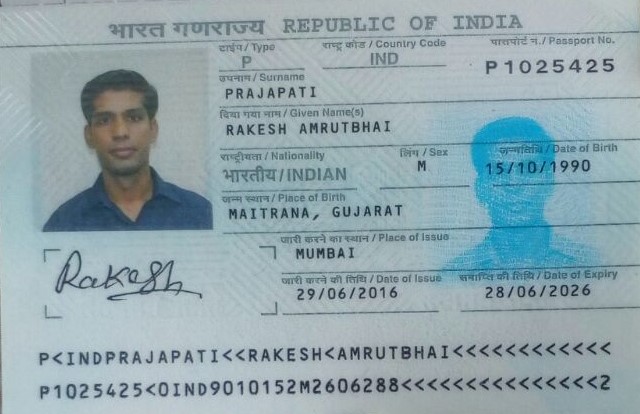 भारत गणराज्य REPUBLIC OF INDIA
टाईप / Type राष्ट्र कोड / Country Code पासपोर्ट न. / Passport No.
P IND P1025425
उपनाम / Surname
PRAJAPATI
दिया गया नाम / Given Name(s)
RAKESH AMRUTBHAI
राष्ट्रीयता / Nationality लिंग / Sex जन्मतिथि / Date of Birth
भारतीय / INDIAN M 15/10/1990
जन्म स्थान / Place of Birth
MAITRANA, GUJARAT
जारी करने का स्थान / Place of Issue
MUMBAI
जारी करने की तिथि / Date of Issue समाप्ति की तिथि / Date of Expiry
29/06/2016 28/06/2026
Rakesh
P<INDPRAJAPATI<<RAKESH<AMRUTBHAI<<<<<<<<<<<<
P1025425<0IND9010152M2606288<<<<<<<<<<<<<<<2